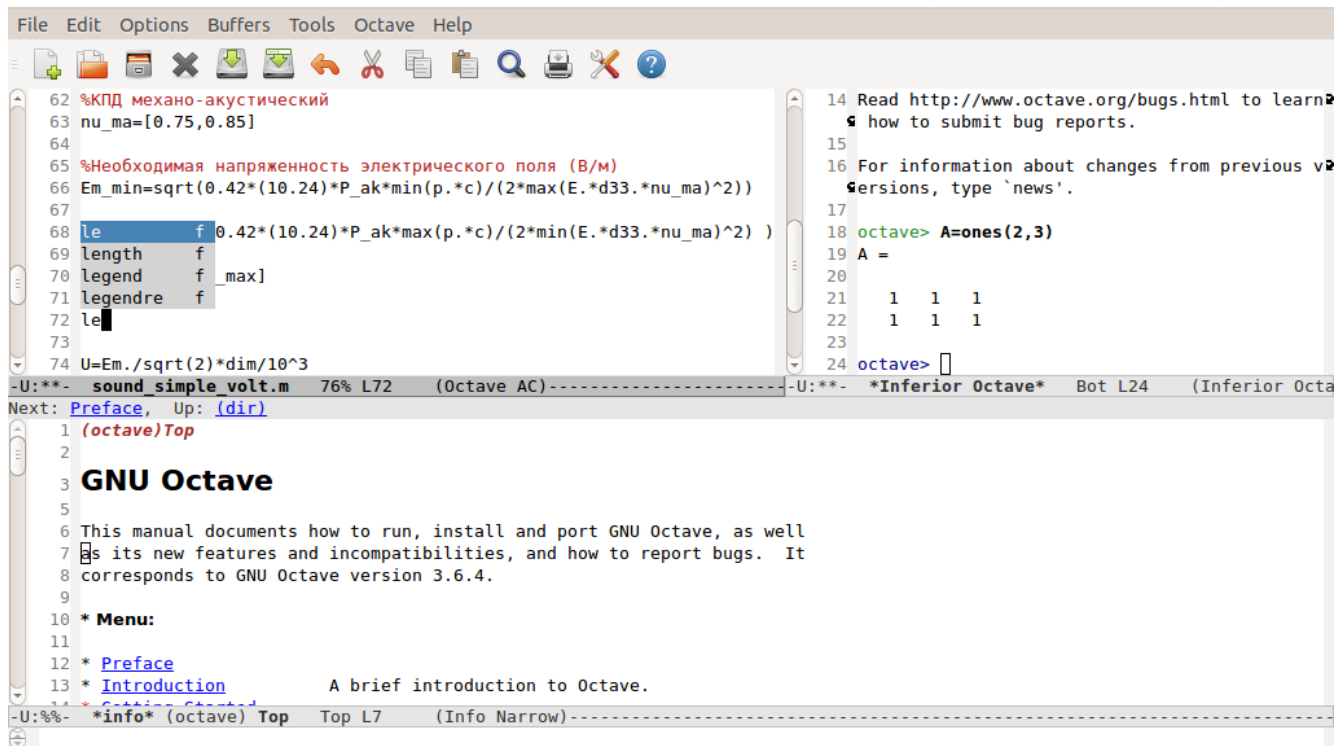 File Edit Options Buffers Tools Octave Help
62 %КПД механо-акустический
63 nu_ma=[0.75,0.85]
64
65 %Необходимая напряженность электрического поля (В/м)
66 Em_min=sqrt(0.42*(10.24)*P_ak*min(p.*c)/(2*max(E.*d33.*nu_ma)^2))
67
68 le f 0.42*(10.24)*P_ak*max(p.*c)/(2*min(E.*d33.*nu_ma)^2) )
69 length f
70 legend f _max]
71 legendre f
72 le
73
74 U=Em./sqrt(2)*dim/10^3
-U:**- sound_simple_volt.m 76% L72 (Octave AC)-----------------------
14 Read http://www.octave.org/bugs.html to learn
how to submit bug reports.
15
16 For information about changes from previous v
ersions, type `news'.
17
18 octave> A=ones(2,3)
19 A =
20
21 1 1 1
22 1 1 1
23
24 octave>
-U:**- *Inferior Octave* Bot L24 (Inferior Octa
Next: Preface, Up: (dir)
1 (octave)Top
2
3 GNU Octave
5
6 This manual documents how to run, install and port GNU Octave, as well
7 as its new features and incompatibilities, and how to report bugs. It
8 corresponds to GNU Octave version 3.6.4.
9
10 * Menu:
11
12 * Preface
13 * Introduction A brief introduction to Octave.
14 * Getting Started
-U:%%- *info* (octave) Top Top L7 (Info Narrow)--------------------------------------------------------------------------